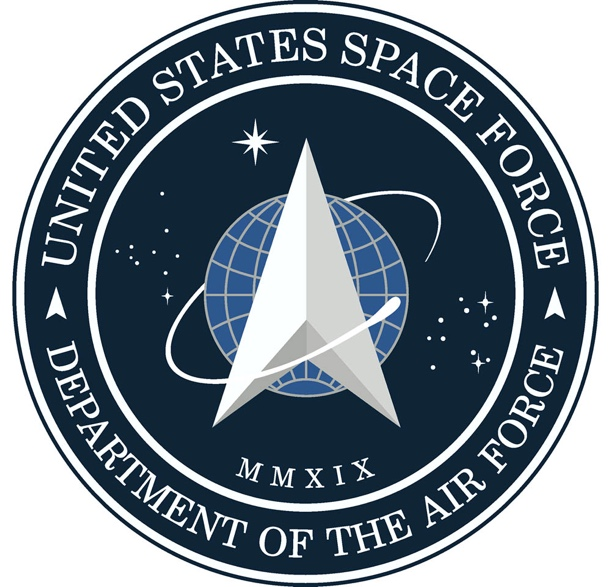 UNITED STATES SPACE FORCE
MMXIX
DEPARTMENT OF THE AIR FORCE